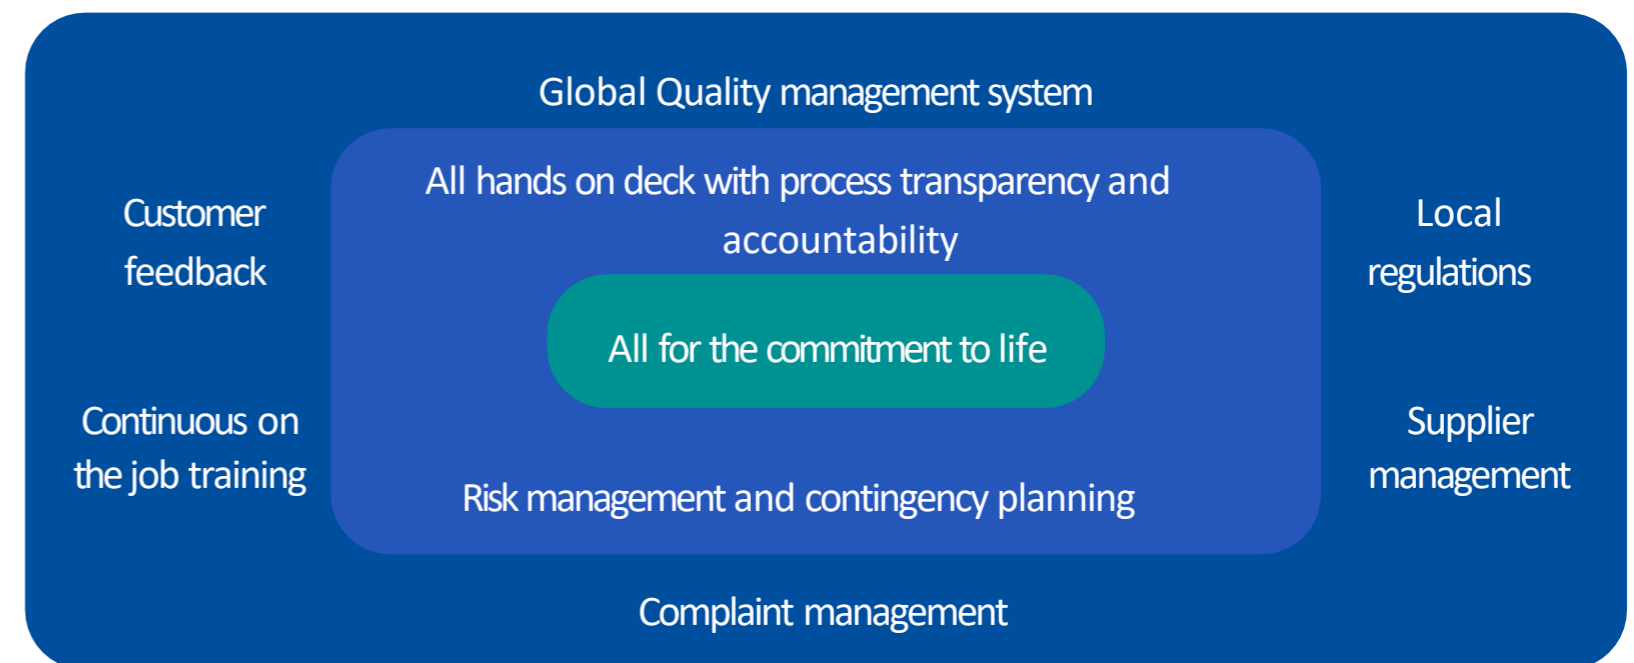 Global Quality management system
All hands on deck with process transparency and
accountability
Customer
feedback
Local
regulations
All for the commitment to life
Continuous on
the job training
Supplier
management
Risk management and contingency planning
Complaint management